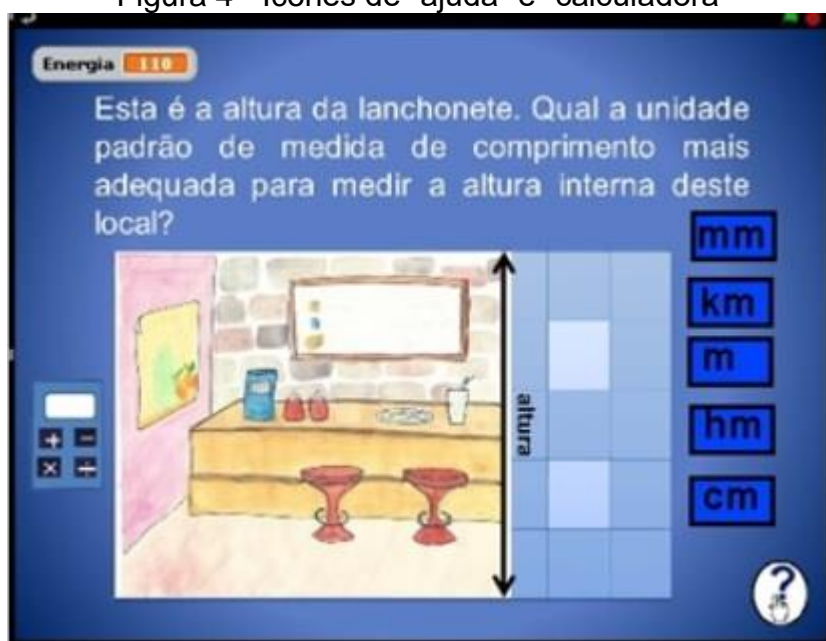 Figura 4 - Ícones de "ajuda" e "calculadora"
Energia 110
Esta é a altura da lanchonete. Qual a unidade
padrão de medida de comprimento mais
adequada para medir a altura interna deste
local?
mm
km
m
hm
cm
altura
+ -
× ÷
?